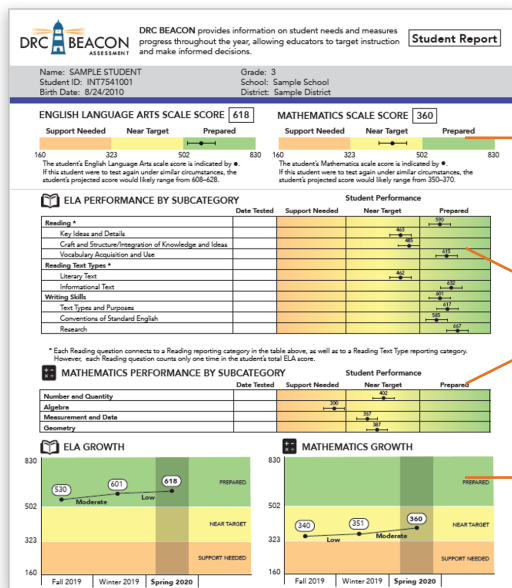 DRC BEACON
ASSESSMENT
DRC BEACON provides information on student needs and measures
progress throughout the year, allowing educators to target instruction
and make informed decisions.
Student Report
Name: SAMPLE STUDENT
Student ID: INT7541001
Birth Date: 8/24/2010
Grade: 3
School: Sample School
District: Sample District
ENGLISH LANGUAGE ARTS SCALE SCORE 618
Support Needed Near Target Prepared
160 323 502 830
The student's English Language Arts scale score is indicated by ●.
If this student were to test again under similar circumstances, the
student's projected score would likely range from 608–628.
MATHEMATICS SCALE SCORE 360
Support Needed Near Target Prepared
160 323 502 830
The student's Mathematics scale score is indicated by ●.
If this student were to test again under similar circumstances, the
student's projected score would likely range from 350–370.
ELA PERFORMANCE BY SUBCATEGORY
Student Performance
Date Tested Support Needed Near Target Prepared
Reading * 590
Key Ideas and Details 463
Craft and Structure/Integration of Knowledge and Ideas 485
Vocabulary Acquisition and Use 615
Reading Text Types *
Literary Text 462
Informational Text 632
Writing Skills 601
Text Types and Purposes 617
Conventions of Standard English 585
Research 667
* Each Reading question connects to a Reading reporting category in the table above, as well as to a Reading Text Type reporting category.
However, each Reading question counts only one time in the student's total ELA score.
MATHEMATICS PERFORMANCE BY SUBCATEGORY
Student Performance
Date Tested Support Needed Near Target Prepared
Number and Quantity 402
Algebra 300
Measurement and Data 367
Geometry 387
ELA GROWTH
830
PREPARED
618
601
530
Moderate Low
502
NEAR TARGET
323
SUPPORT NEEDED
160
Fall 2019 Winter 2019 Spring 2020
MATHEMATICS GROWTH
830
PREPARED
502
360
351
340
NEAR TARGET
Low Moderate
323
SUPPORT NEEDED
160
Fall 2019 Winter 2019 Spring 2020